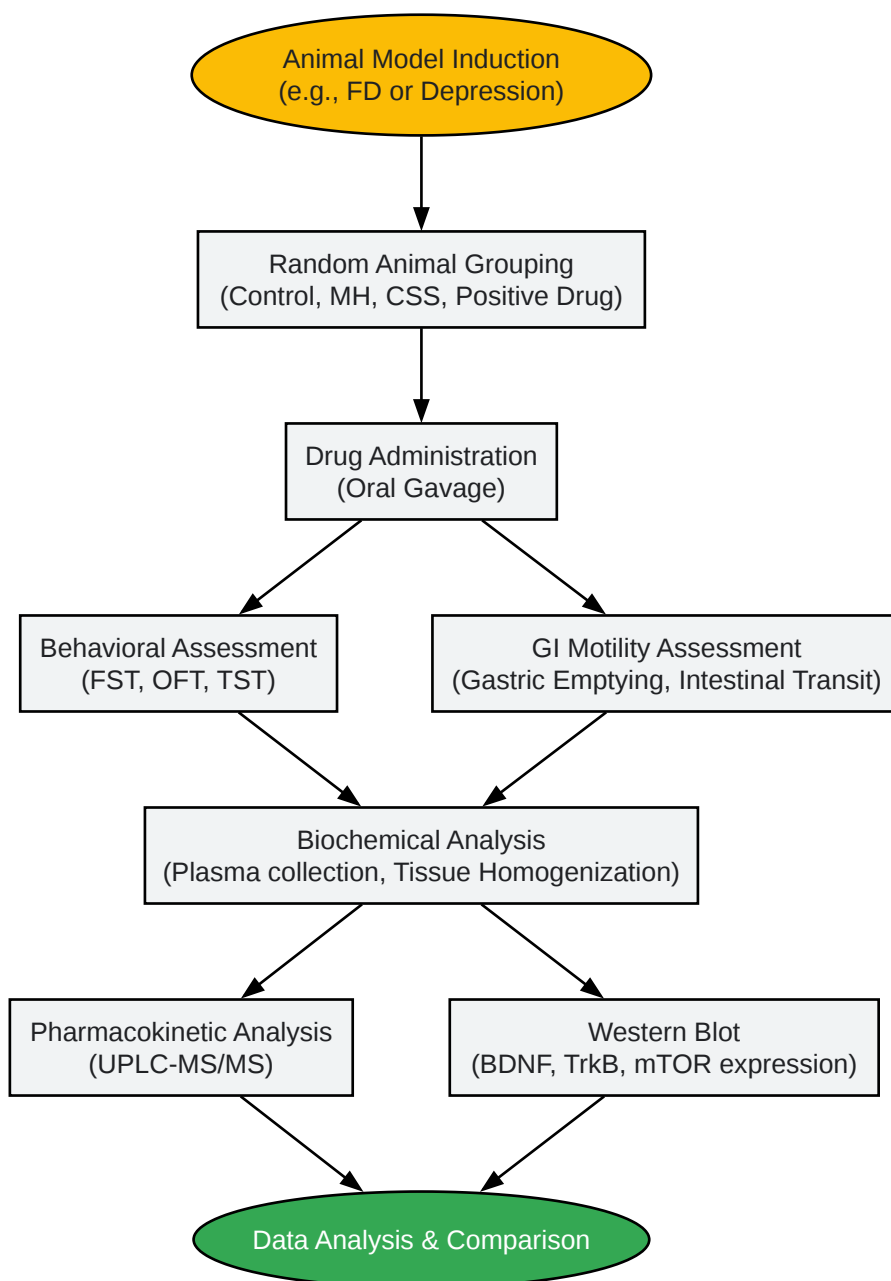 Animal Model Induction
(e.g., FD or Depression)
Random Animal Grouping
(Control, MH, CSS, Positive Drug)
Drug Administration
(Oral Gavage)
Behavioral Assessment
(FST, OFT, TST)
GI Motility Assessment
(Gastric Emptying, Intestinal Transit)
Biochemical Analysis
(Plasma collection, Tissue Homogenization)
Pharmacokinetic Analysis
(UPLC-MS/MS)
Western Blot
(BDNF, TrkB, mTOR expression)
Data Analysis & Comparison